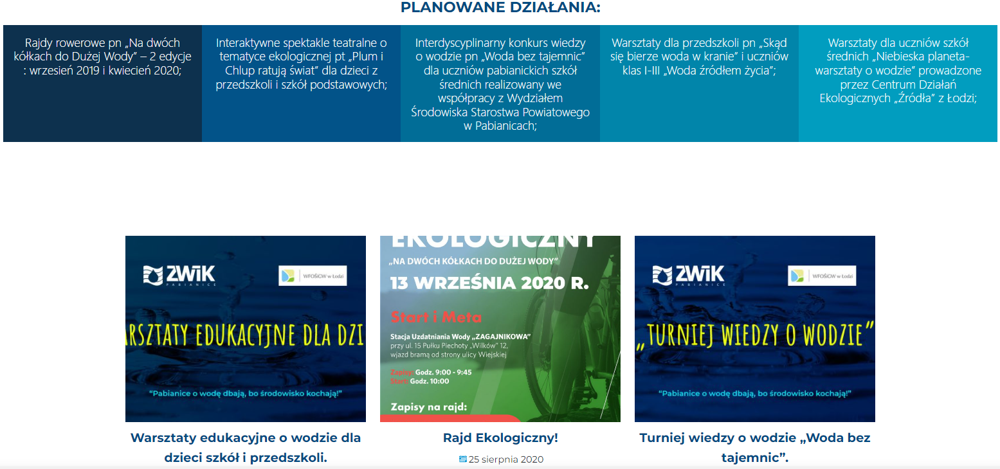 PLANOWANE DZIAŁANIA:
Rajdy rowerowe pn „Na dwóch
kółkach do Dużej Wody” – 2 edycje
: wrzesień 2019 i kwiecień 2020;
Interaktywne spektakle teatralne o
tematyce ekologicznej pt „Plum i
Chlup ratują świat” dla dzieci z
przedszkoli i szkół podstawowych;
Interdyscyplinarny konkurs wiedzy
o wodzie pn „Woda bez tajemnic”
dla uczniów pabianickich szkół
średnich realizowany we
współpracy z Wydziałem
Środowiska Starostwa Powiatowego
w Pabianicach;
Warsztaty dla przedszkoli pn „Skąd
się bierze woda w kranie” i uczniów
klas I-III „Woda źródłem życia”;
Warsztaty dla uczniów szkół
średnich „Niebieska planeta-
warsztaty o wodzie“ prowadzone
przez Centrum Działań
Ekologicznych „Źródła” z Łodzi;
ZWiK
PABIANICE
WFOŚiGW w Łodzi
ARSZTATY EDUKACYJNE DLA DZI
“Pabianice o wodę dbają, bo środowisko kochają!”
Warsztaty edukacyjne o wodzie dla
dzieci szkół i przedszkoli.
EKOLOGICZNY
„NA DWÓCH KÓŁKACH DO DUŻEJ WODY”
13 WRZEŚNIA 2020 R.
Start i Meta
Stacja Uzdatniania Wody „ZAGAJNIKOWA”
przy ul. 15 Pułku Piechoty „Wilków” 12,
wjazd bramą od strony ulicy Wiejskiej
Zapisy: Godz. 9:00 - 9:45
Start: Godz. 10:00
Zapisy na rajd:
Rajd Ekologiczny!
25 sierpnia 2020
ZWiK
PABIANICE
WFOŚiGW w Łodzi
„TURNIEJ WIEDZY O WODZIE”
“Pabianice o wodę dbają, bo środowisko kochają!”
Turniej wiedzy o wodzie „Woda bez
tajemnic”.